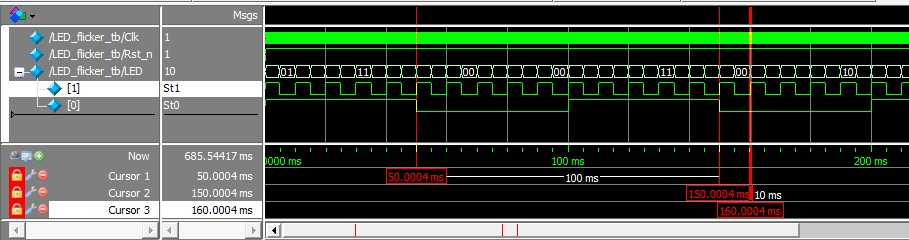 Msgs
/LED_flicker_tb/Clk 1
/LED_flicker_tb/Rst_n 1
/LED_flicker_tb/LED 10 01 11 00 00 11 00 10
[1] St1
[0] St0
Now 685.54417 ms 0000 ms 100 ms 200 ms
Cursor 1 50.0004 ms 50.0004 ms 100 ms
Cursor 2 150.0004 ms 150.0004 ms 10 ms
Cursor 3 160.0004 ms 160.0004 ms